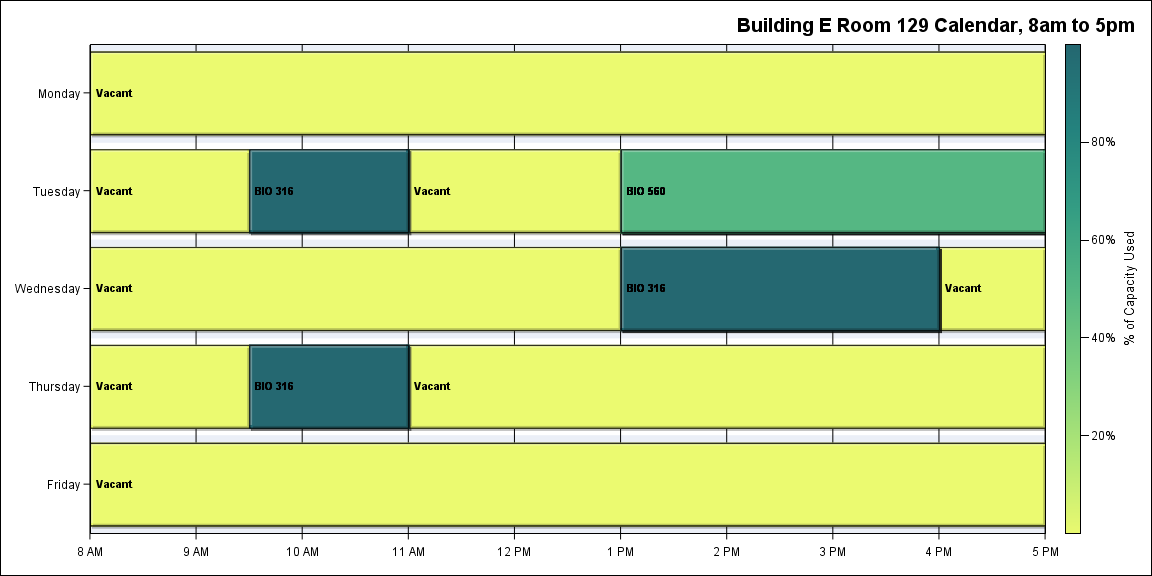 Building E Room 129 Calendar, 8am to 5pm
Monday
Vacant
Tuesday
Vacant
BIO 316
Vacant
BIO 560
Wednesday
Vacant
BIO 316
Vacant
Thursday
Vacant
BIO 316
Vacant
Friday
Vacant
8 AM
9 AM
10 AM
11 AM
12 PM
1 PM
2 PM
3 PM
4 PM
5 PM
80%
60%
40%
20%
% of Capacity Used